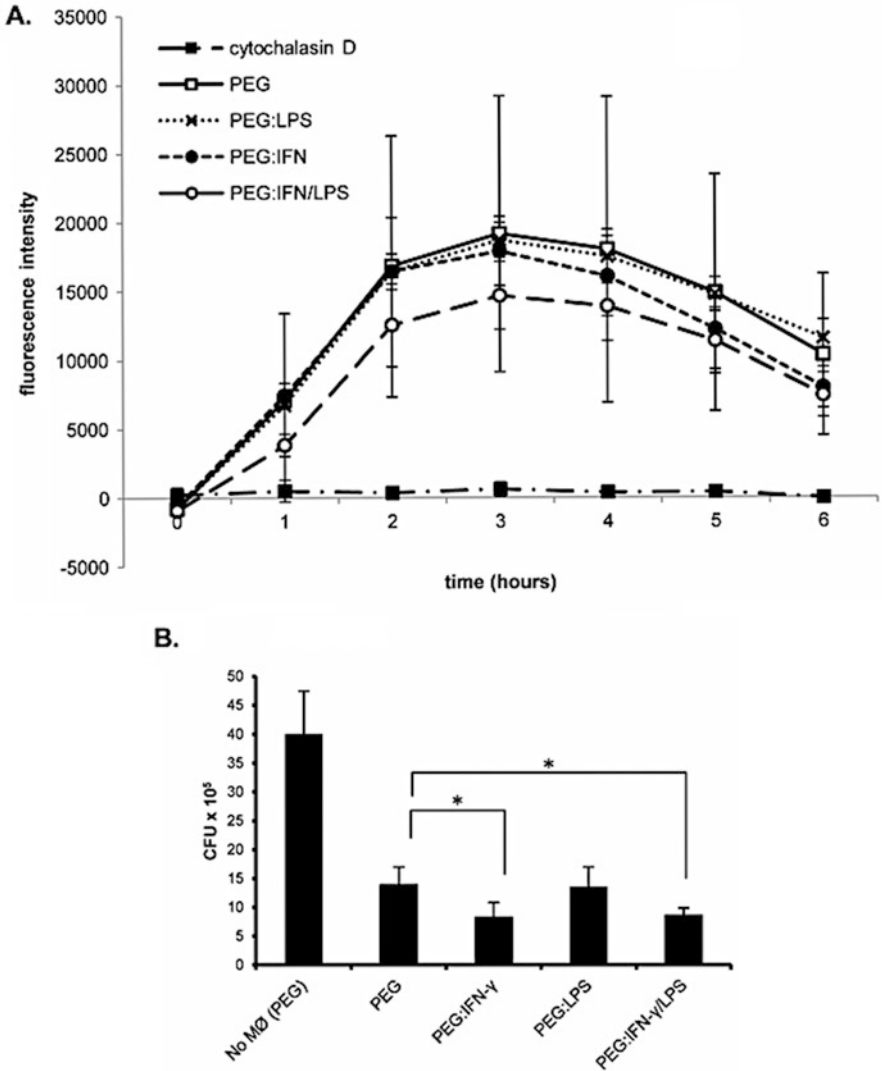 A.
35000
30000
25000
20000
15000
10000
5000
0
-5000
fluorescence intensity
cytochalasin D
PEG
PEG:LPS
PEG:IFN
PEG:IFN/LPS
0 1 2 3 4 5 6
time (hours)
B.
50
45
40
35
30
25
20
15
10
5
0
CFU x 10⁵
*
*
No MØ (PEG)
PEG
PEG:IFN-γ
PEG:LPS
PEG:IFN-γ/LPS